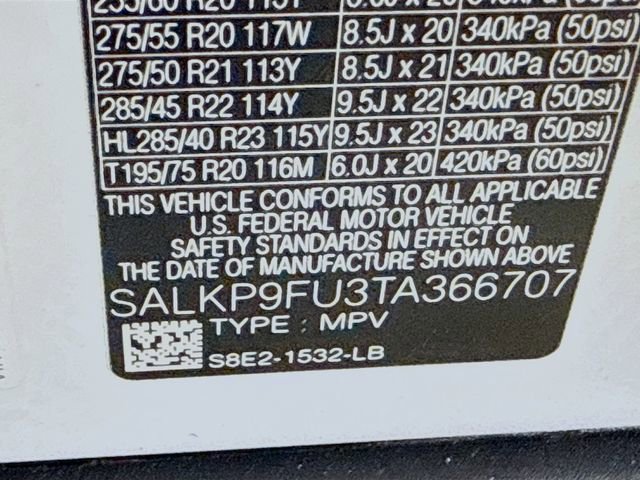 275/55 R20 117W 8.5J x 20 340kPa (50psi)
275/50 R21 113Y 8.5J x 21 340kPa (50psi)
285/45 R22 114Y 9.5J x 22 340kPa (50psi)
HL285/40 R23 115Y 9.5J x 23 340kPa (50psi)
T195/75 R20 116M 6.0J x 20 420kPa (60psi)
THIS VEHICLE CONFORMS TO ALL APPLICABLE
U.S. FEDERAL MOTOR VEHICLE
SAFETY STANDARDS IN EFFECT ON
THE DATE OF MANUFACTURE SHOWN ABOVE
SALKP9FU3TA366707
TYPE : MPV
S8E2-1532-LB